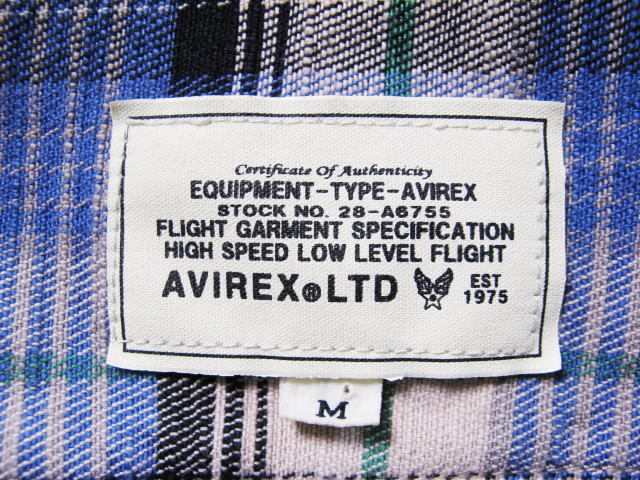 Certificate Of Authenticity
EQUIPMENT-TYPE-AVIREX
STOCK NO. 28-A6755
FLIGHT GARMENT SPECIFICATION
HIGH SPEED LOW LEVEL FLIGHT
AVIREX®LTD EST 1975
M